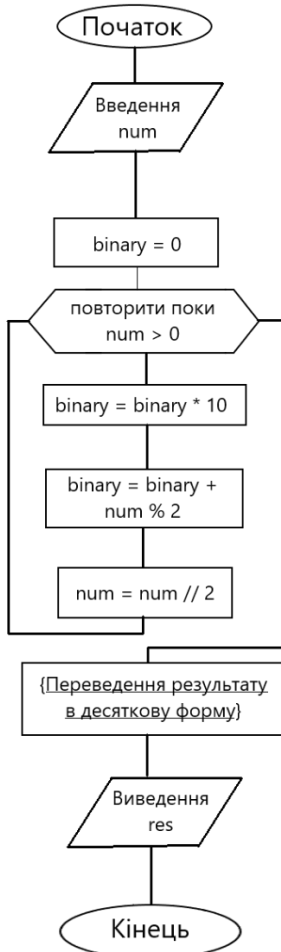 Початок
Введення
num
binary = 0
повторити поки
num > 0
binary = binary * 10
binary = binary +
num % 2
num = num // 2
{Переведення результату
в десяткову форму}
Виведення
res
Кінець